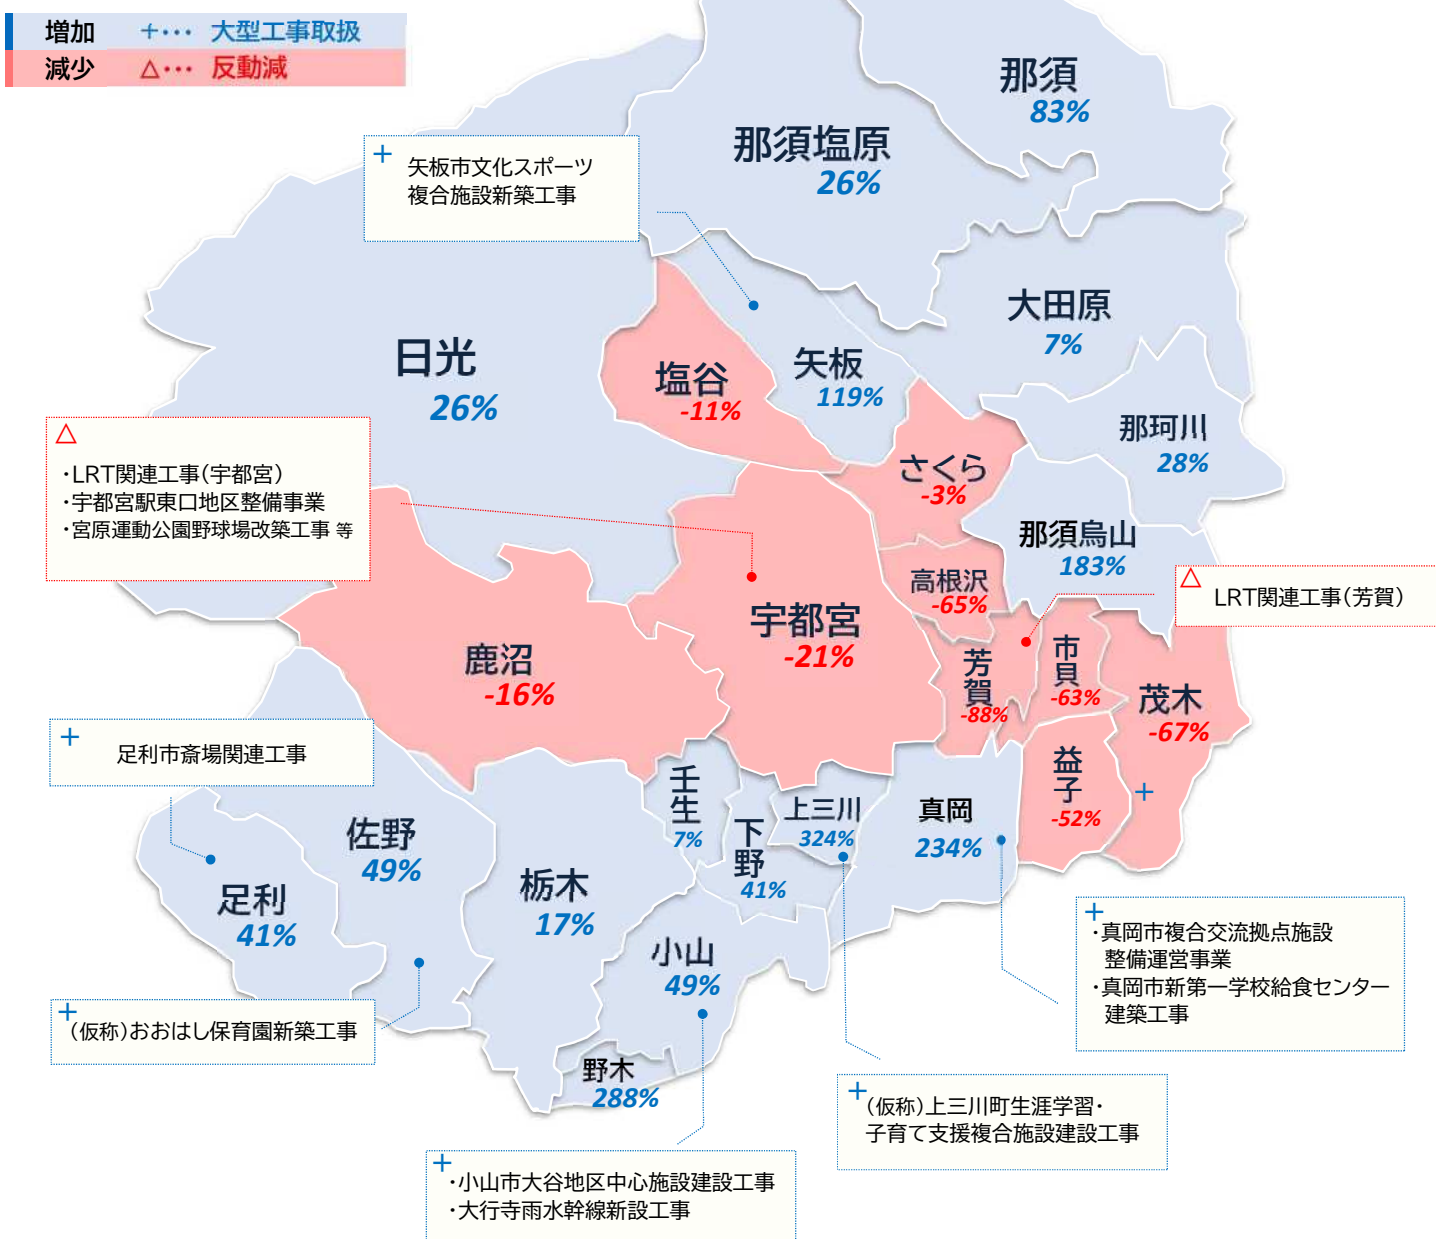 増加 +・・・ 大型工事取扱
減少 △・・・ 反動減
那須
83%
那須塩原
26%
+
矢板市文化スポーツ
複合施設新築工事
大田原
7%
日光
26%
塩谷
-11%
矢板
119%
那珂川
28%
さくら
-3%
△
・LRT関連工事(宇都宮)
・宇都宮駅東口地区整備事業
・宮原運動公園野球場改築工事 等
那須烏山
183%
高根沢
-65%
△
LRT関連工事(芳賀)
宇都宮
-21%
鹿沼
-16%
芳賀
-88%
市貝
-63%
茂木
-67%
+
益子
-52%
+
足利市斎場関連工事
壬生
7%
下野
41%
上三川
324%
真岡
234%
佐野
49%
足利
41%
栃木
17%
小山
49%
+
・真岡市複合交流拠点施設
整備運営事業
・真岡市新第一学校給食センター
建築工事
+
(仮称)おおはし保育園新築工事
野木
288%
+
(仮称)上三川町生涯学習・
子育て支援複合施設建設工事
+
・小山市大谷地区中心施設建設工事
・大行寺雨水幹線新設工事